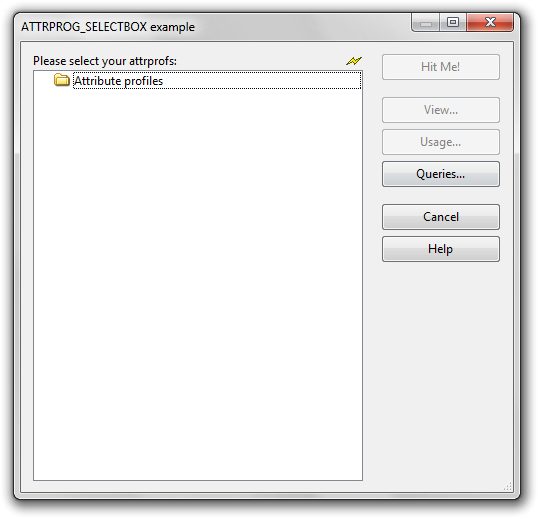 ATTRPROG_SELECTBOX example
Please select your attrprofs:
Attribute profiles
Hit Me!
View...
Usage...
Queries...
Cancel
Help